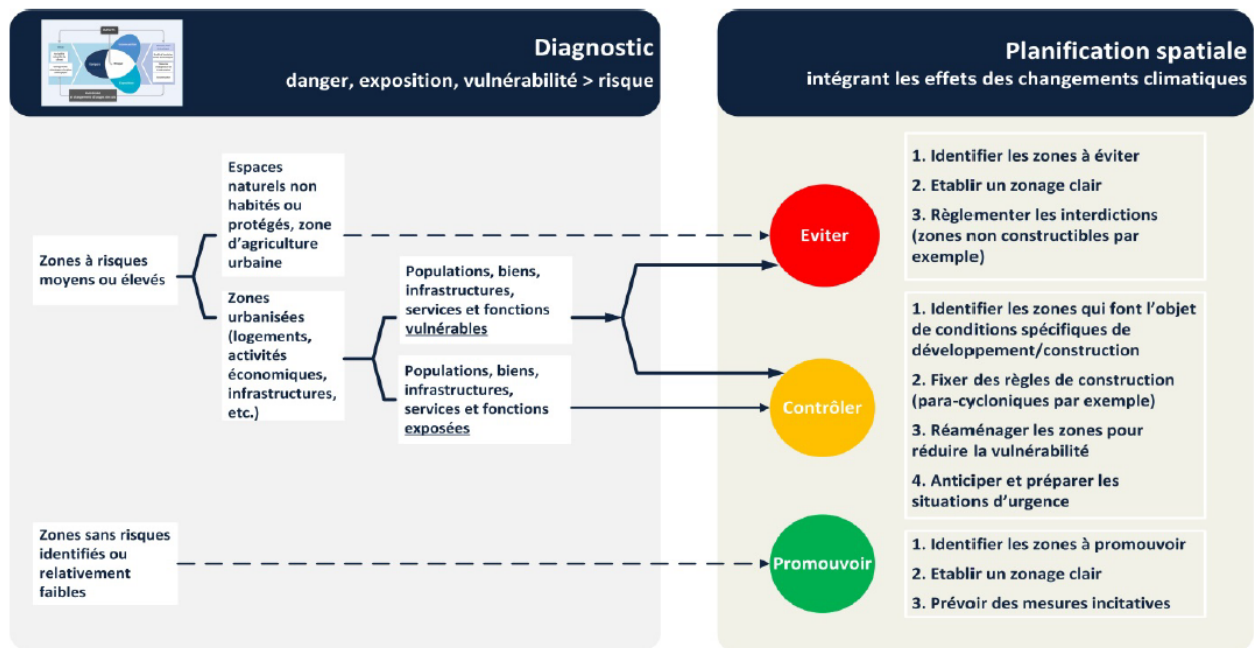 Diagnostic
danger, exposition, vulnérabilité > risque
Planification spatiale
intégrant les effets des changements climatiques
Zones à risques
moyens ou élevés
Espaces
naturels non
habités ou
protégés, zone
d'agriculture
urbaine
Zones
urbanisées
(logements,
activités
économiques,
infrastructures,
etc.)
Populations, biens,
infrastructures,
services et fonctions
vulnérables
Populations, biens,
infrastructures,
services et fonctions
exposées
Zones sans risques
identifiés ou
relativement
faibles
Eviter
1. Identifier les zones à éviter
2. Etablir un zonage clair
3. Règlementer les interdictions
(zones non constructibles par
exemple)
Contrôler
1. Identifier les zones qui font l'objet
de conditions spécifiques de
développement/construction
2. Fixer des règles de construction
(para-cycloniques par exemple)
3. Réaménager les zones pour
réduire la vulnérabilité
4. Anticiper et préparer les
situations d'urgence
Promouvoir
1. Identifier les zones à promouvoir
2. Etablir un zonage clair
3. Prévoir des mesures incitatives